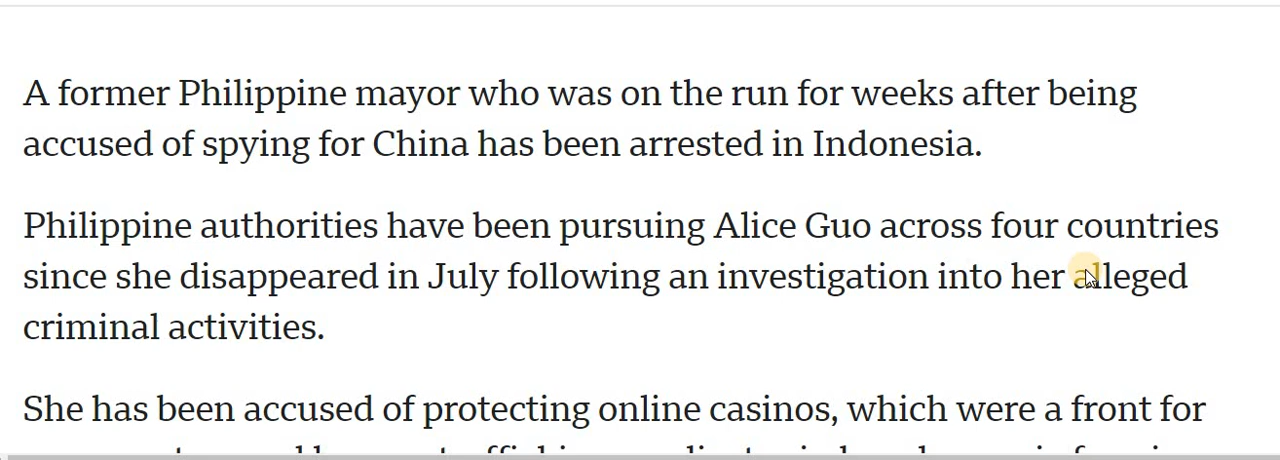 A former Philippine mayor who was on the run for weeks after being
accused of spying for China has been arrested in Indonesia.
Philippine authorities have been pursuing Alice Guo across four countries
since she disappeared in July following an investigation into her alleged
criminal activities.
She has been accused of protecting online casinos, which were a front for